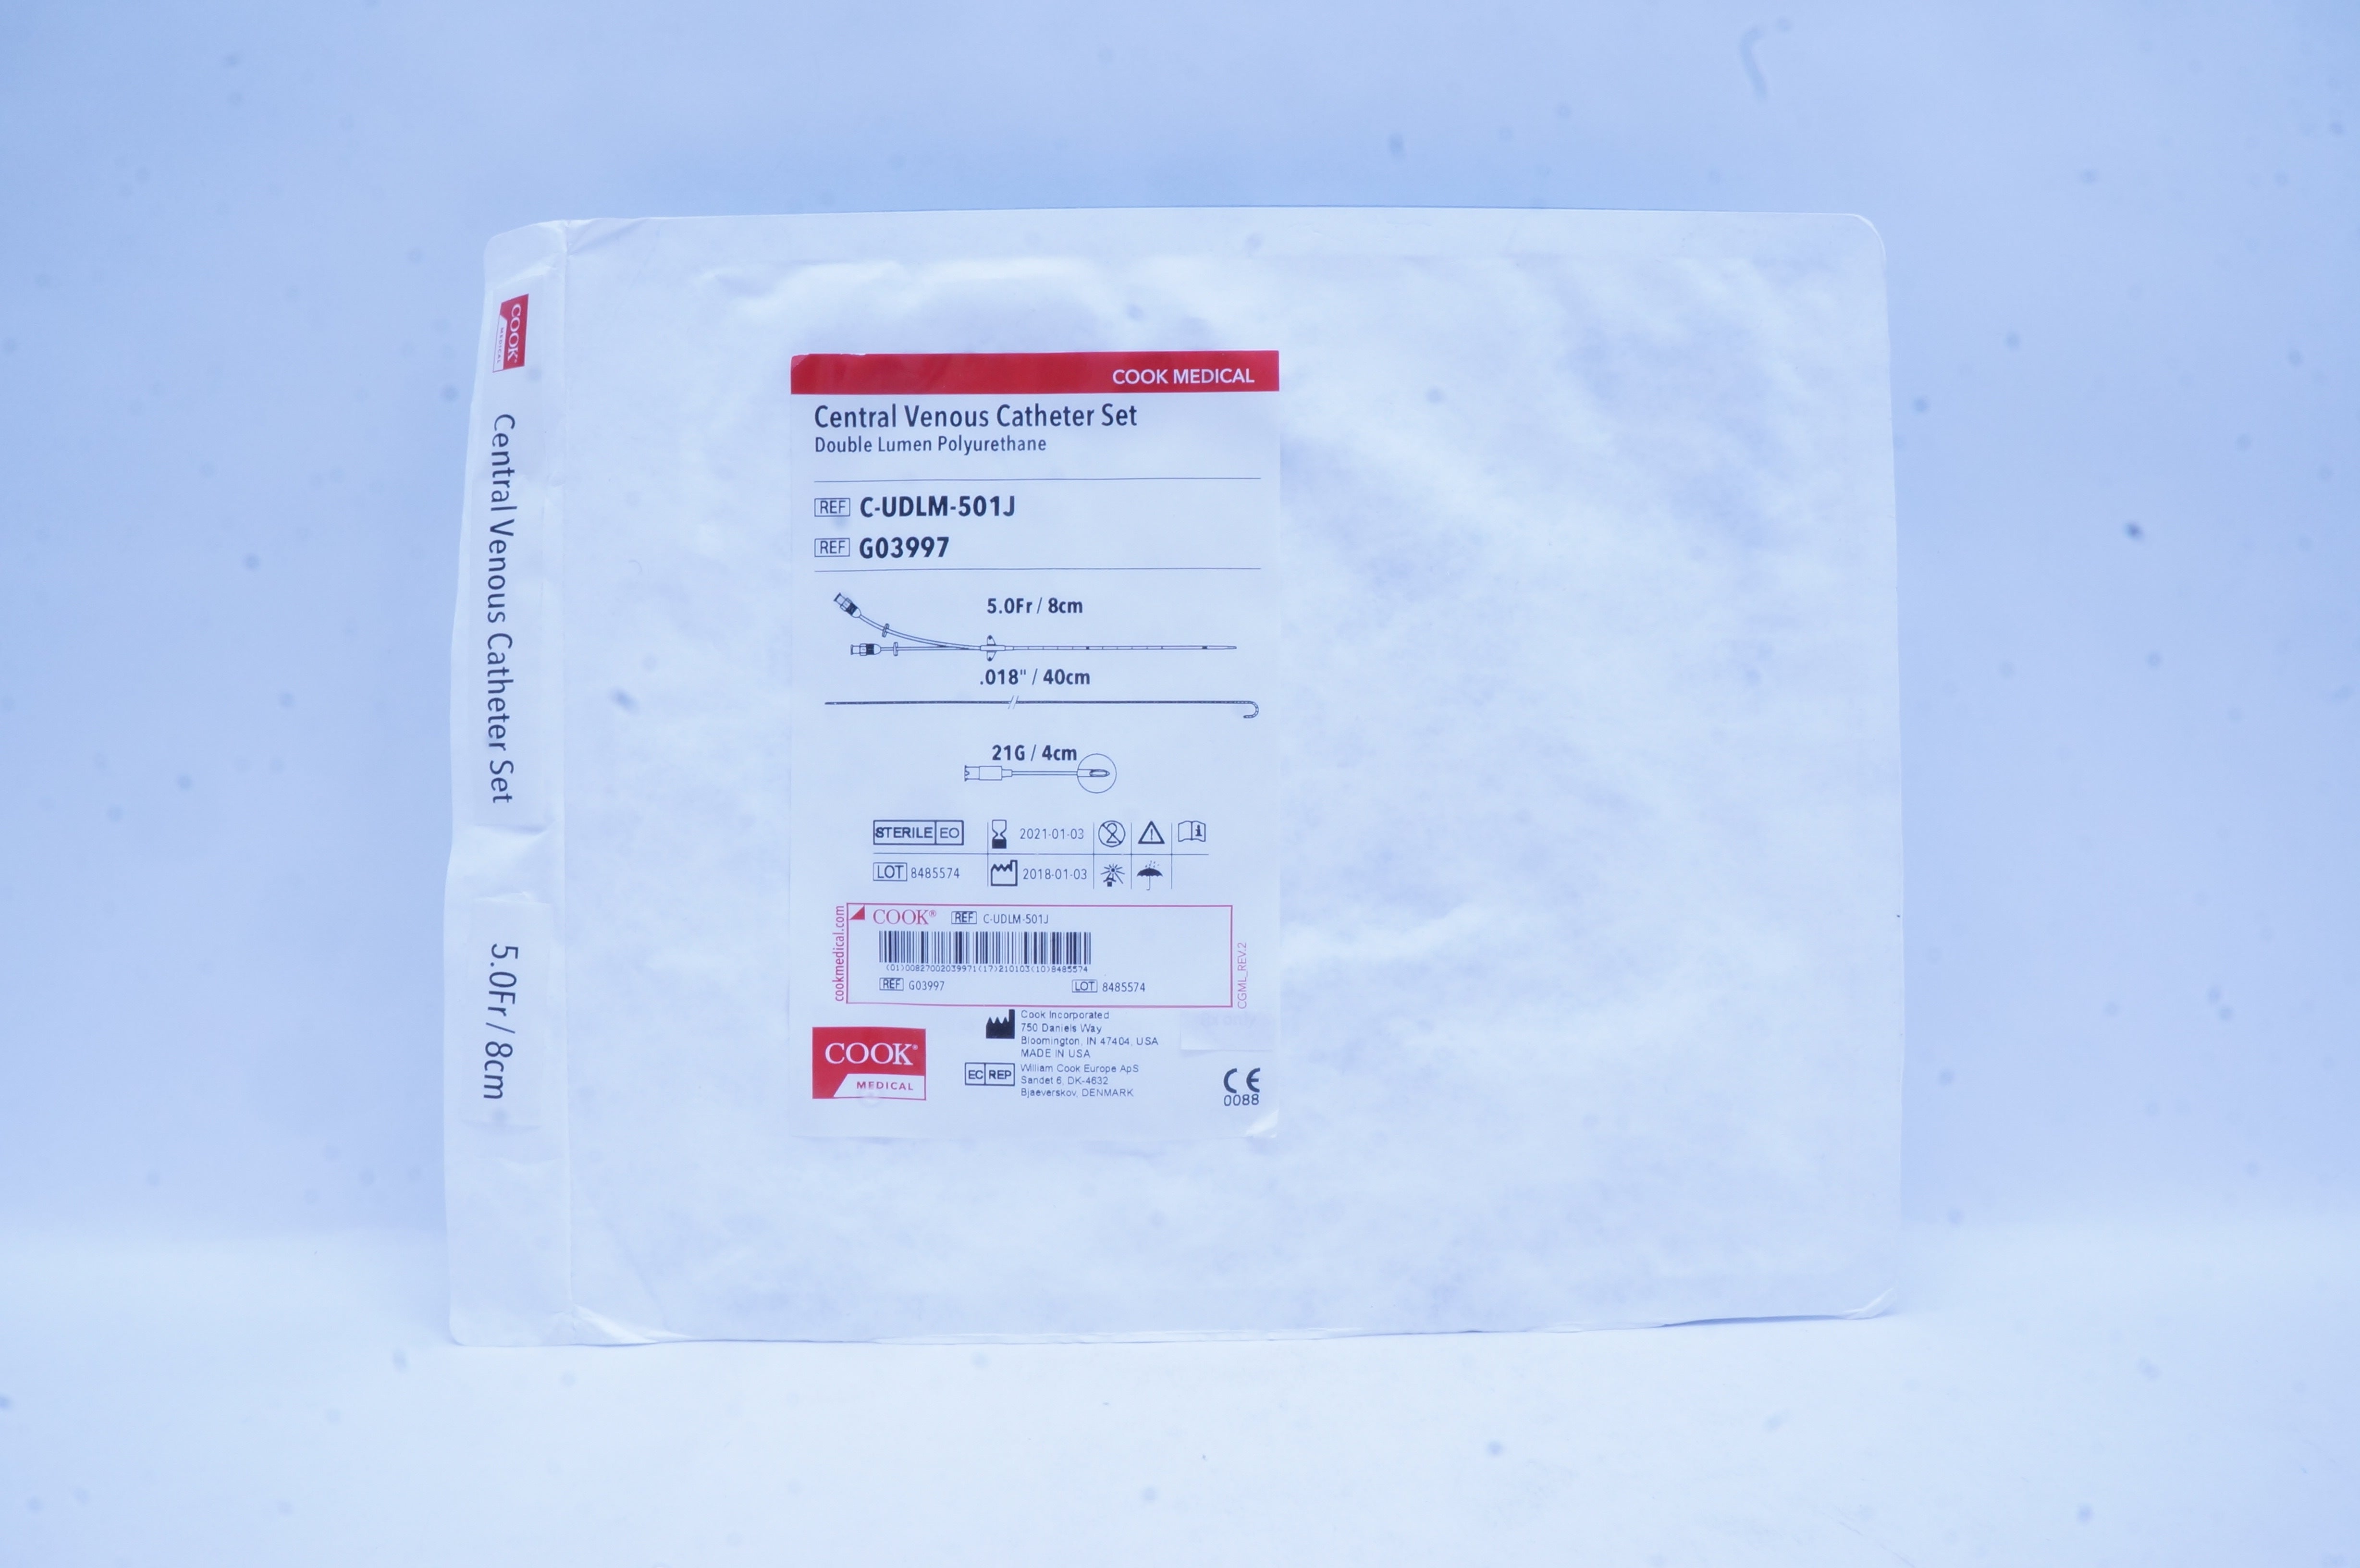 COOK®
MEDICAL
Central Venous Catheter Set
5.0Fr / 8cm
COOK MEDICAL
Central Venous Catheter Set
Double Lumen Polyurethane
REF C-UDLM-501J
REF G03997
5.0Fr / 8cm
.018" / 40cm
21G / 4cm
STERILE EO 2021-01-03 2
LOT 8485574 2018-01-03
cookmedical.com
COOK® REF C-UDLM-501J
(01)00827002039971(17)210103(10)8485574
REF G03997 LOT 8485574
CGML_REV.2
Cook Incorporated
750 Daniels Way
Bloomington, IN 47404, USA
MADE IN USA
EC REP William Cook Europe ApS
Sandet 6, DK-4632
Bjaeverskov, DENMARK
COOK®
MEDICAL
CE
0088